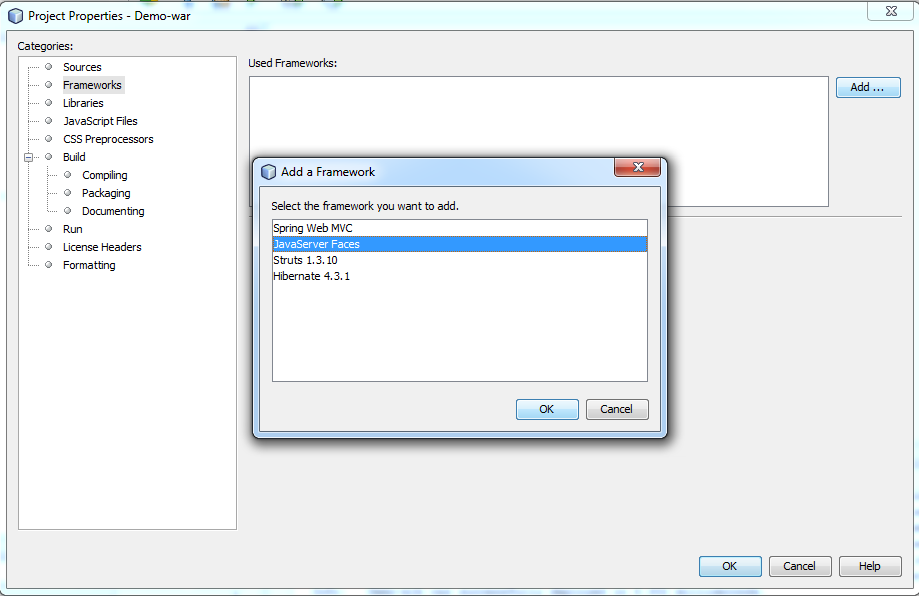 Project Properties - Demo-war
Categories:
Sources
Frameworks
Libraries
JavaScript Files
CSS Preprocessors
Build
Compiling
Packaging
Documenting
Run
License Headers
Formatting
Used Frameworks:
Add ...
Add a Framework
Select the framework you want to add.
Spring Web MVC
JavaServer Faces
Struts 1.3.10
Hibernate 4.3.1
OK
Cancel
OK
Cancel
Help